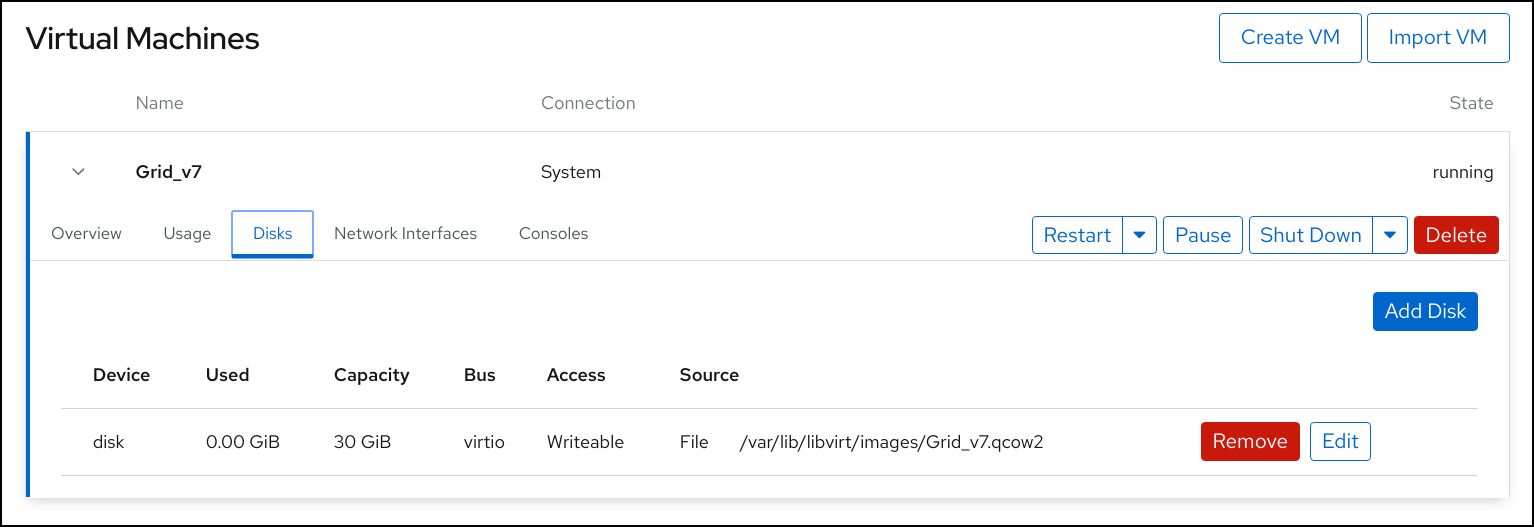 Virtual Machines Create VM Import VM
Name Connection State
Grid_v7 System running
Overview Usage Disks Network Interfaces Consoles Restart Pause Shut Down Delete
Add Disk
Device Used Capacity Bus Access Source
disk 0.00 GiB 30 GiB virtio Writeable File /var/lib/libvirt/images/Grid_v7.qcow2 Remove Edit